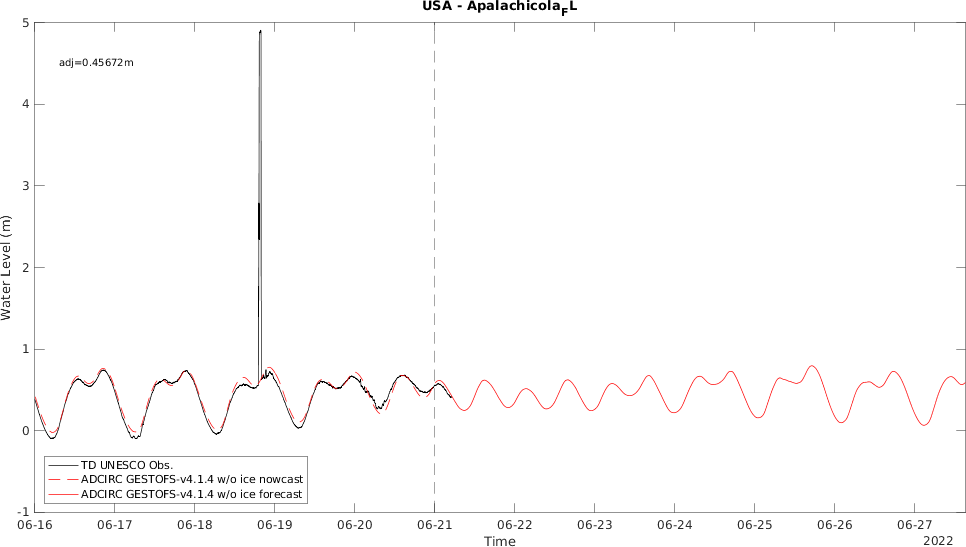 USA - ApalachicolaFL
5
adj=0.45672m
4
3
2
1
0
-1
Water Level (m)
TD UNESCO Obs.
ADCIRC GESTOFS-v4.1.4 w/o ice nowcast
ADCIRC GESTOFS-v4.1.4 w/o ice forecast
06-16 06-17 06-18 06-19 06-20 06-21 06-22 06-23 06-24 06-25 06-26 06-27
Time
2022